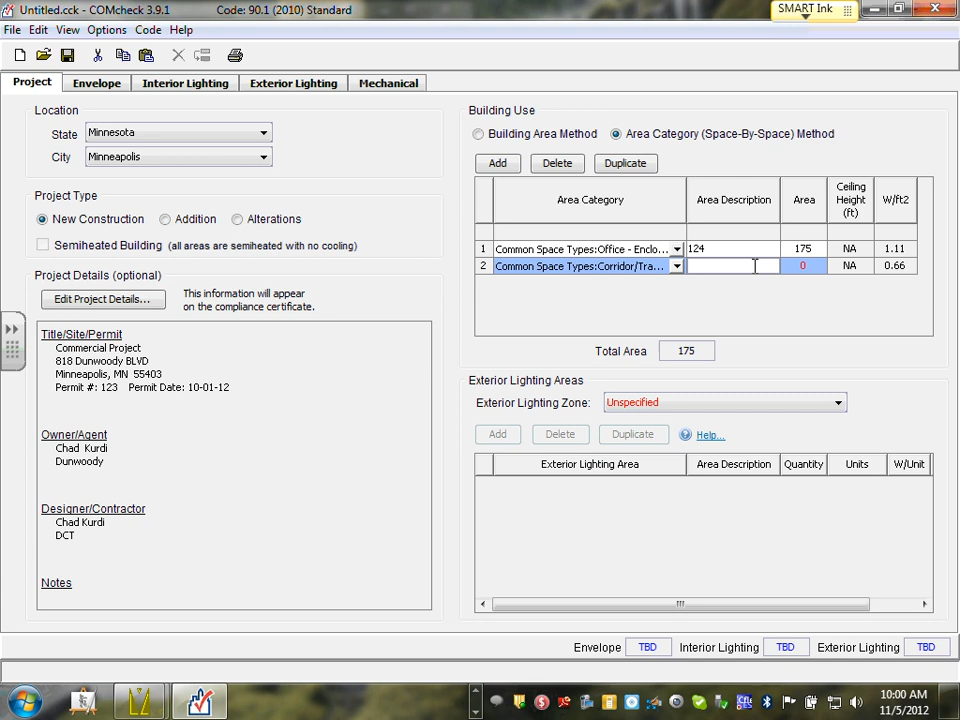 Untitled.cck - COMcheck 3.9.1 Code: 90.1 (2010) Standard
SMART Ink
File Edit View Options Code Help
Project Envelope Interior Lighting Exterior Lighting Mechanical
Location
State Minnesota
City Minneapolis
Project Type
New Construction Addition Alterations
Semiheated Building (all areas are semiheated with no cooling)
Project Details (optional)
Edit Project Details...
This information will appear
on the compliance certificate.
Title/Site/Permit
Commercial Project
818 Dunwoody BLVD
Minneapolis, MN 55403
Permit #: 123 Permit Date: 10-01-12
Owner/Agent
Chad Kurdi
Dunwoody
Designer/Contractor
Chad Kurdi
DCT
Notes
Building Use
Building Area Method Area Category (Space-By-Space) Method
Add Delete Duplicate
Area Category Area Description Area Ceiling Height (ft) W/ft2
1 Common Space Types:Office - Enclo... 124 175 NA 1.11
2 Common Space Types:Corridor/Tra... 0 NA 0.66
Total Area 175
Exterior Lighting Areas
Exterior Lighting Zone: Unspecified
Add Delete Duplicate Help...
Exterior Lighting Area Area Description Quantity Units W/Unit
Envelope TBD Interior Lighting TBD Exterior Lighting TBD
10:00 AM
11/5/2012